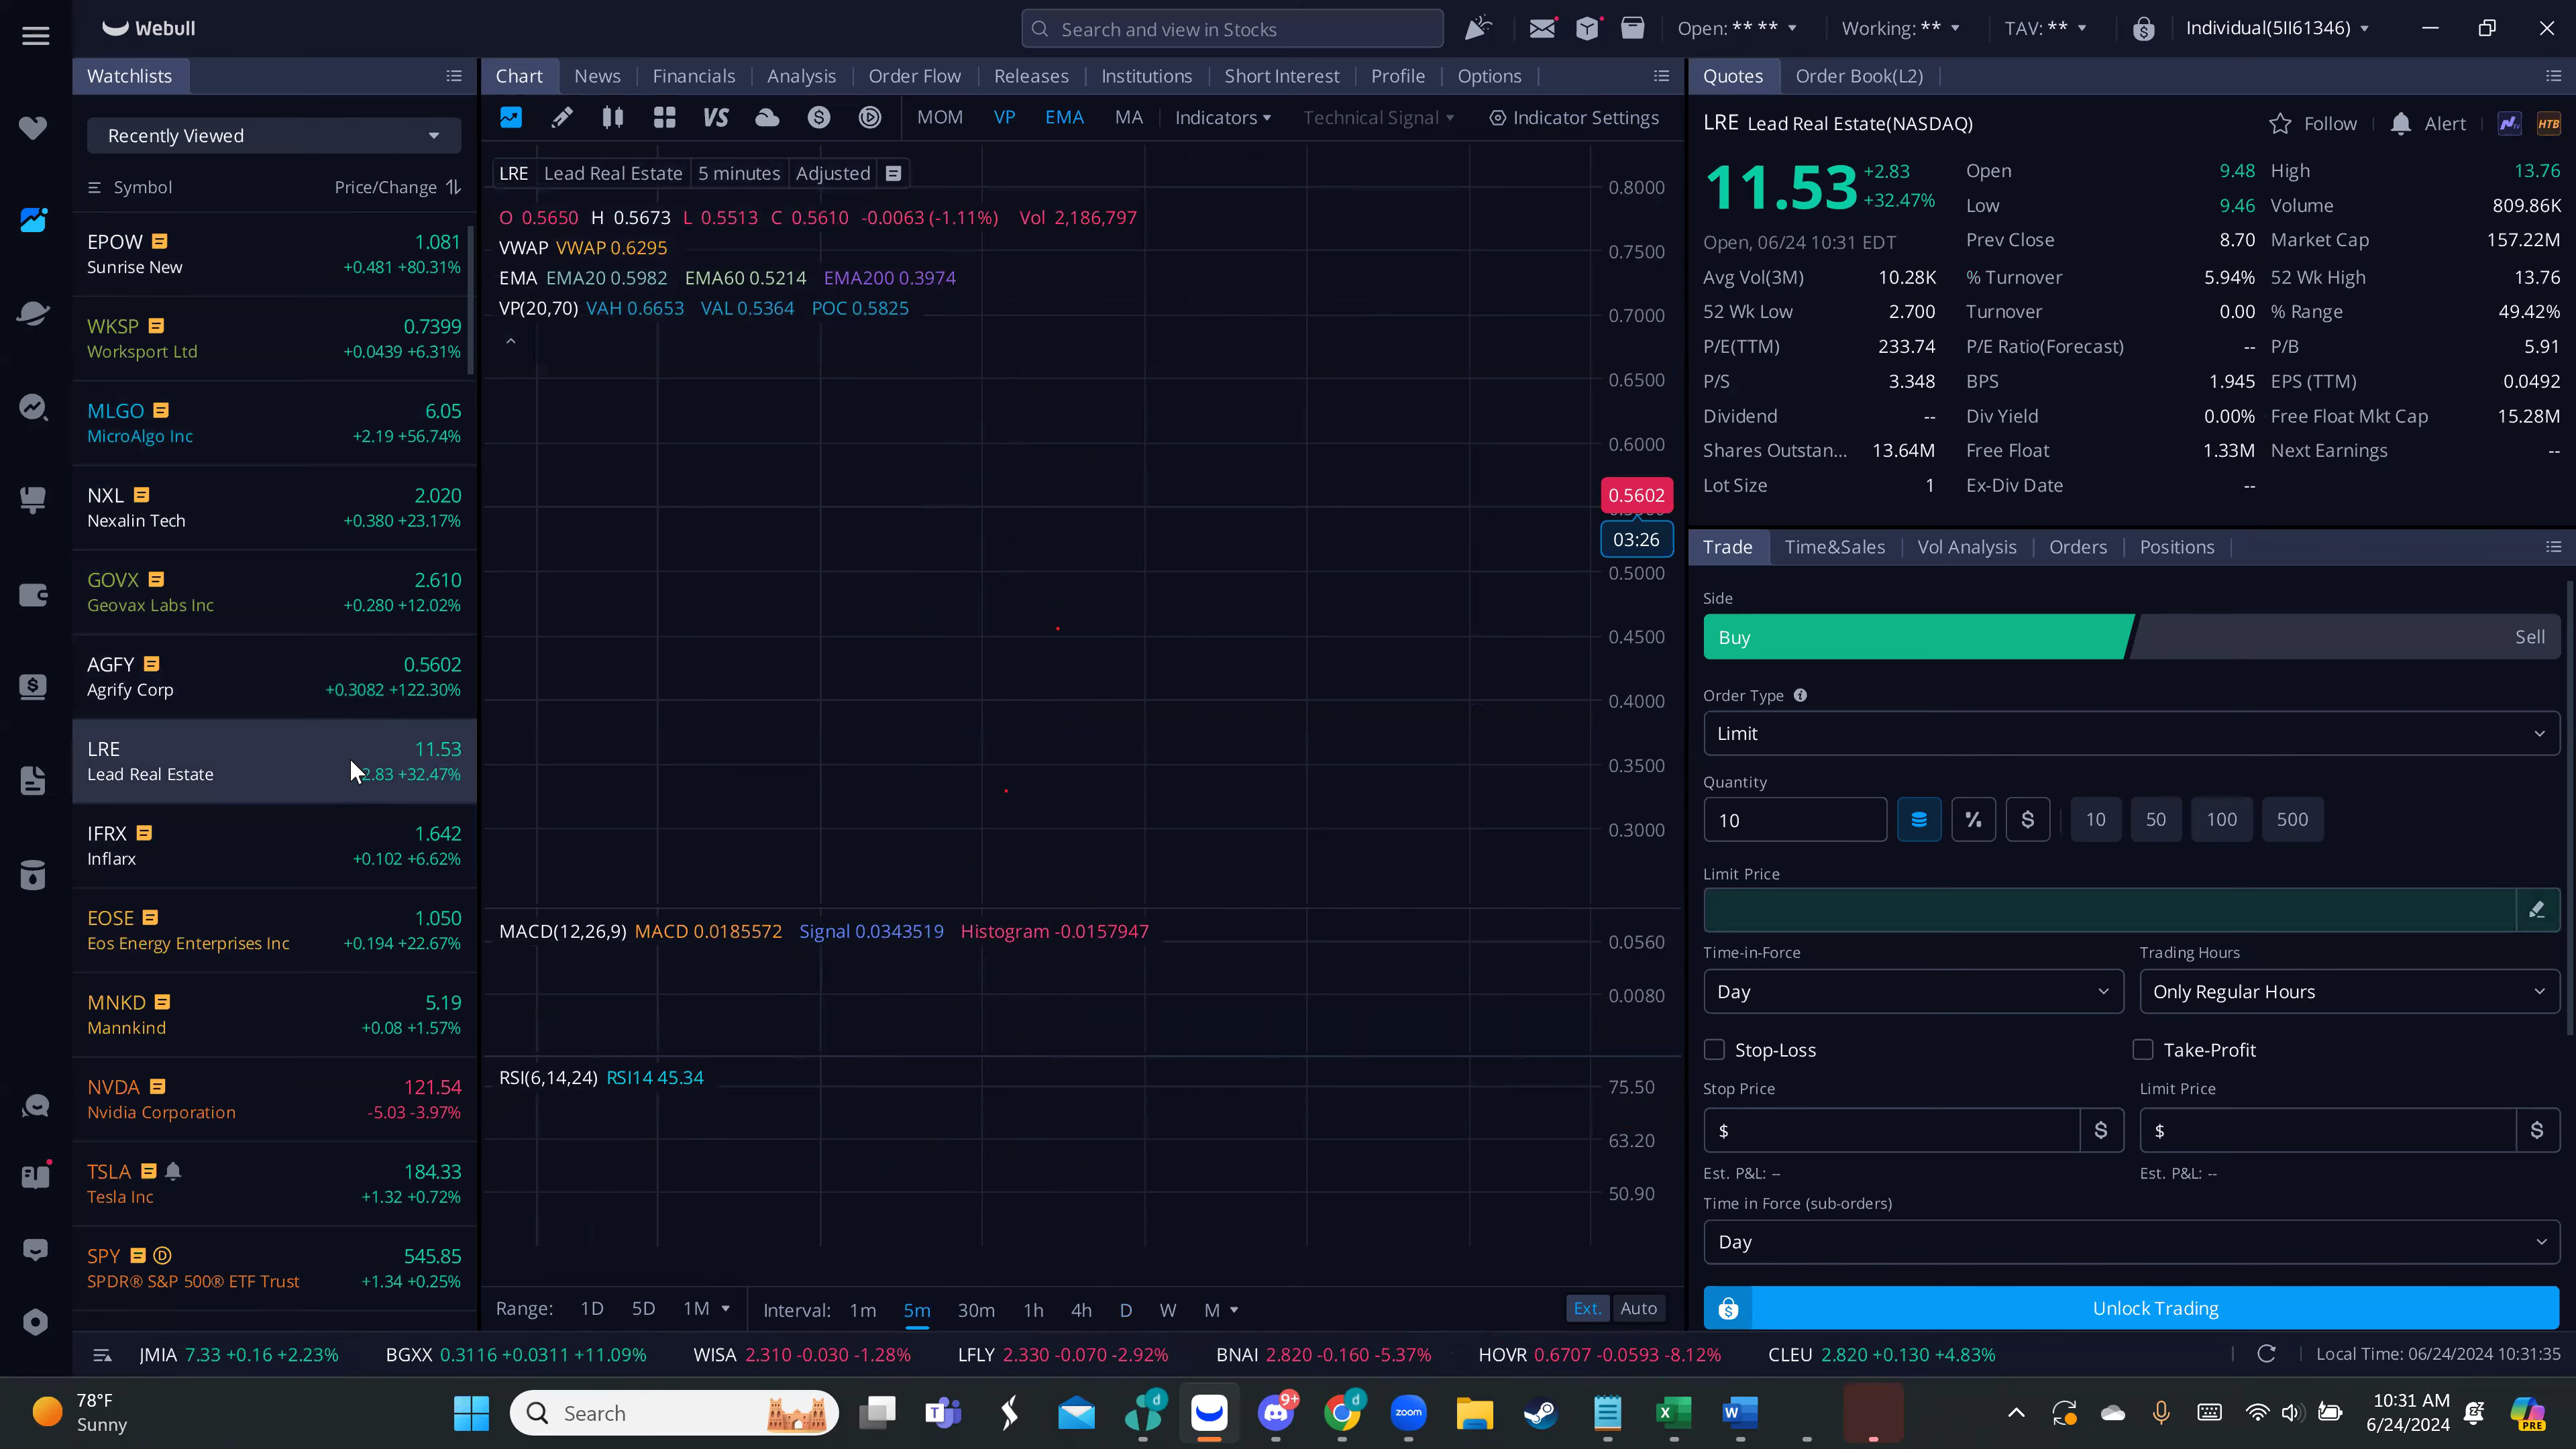 Webull
Search and view in Stocks
Open: ** **
Working: **
TAV: **
Individual(5II61346)
Watchlists
Recently Viewed
Symbol Price/Change
EPOW 1.081
Sunrise New +0.481 +80.31%
WKSP 0.7399
Worksport Ltd +0.0439 +6.31%
MLGO 6.05
MicroAlgo Inc +2.19 +56.74%
NXL 2.020
Nexalin Tech +0.380 +23.17%
GOVX 2.610
Geovax Labs Inc +0.280 +12.02%
AGFY 0.5602
Agrify Corp +0.3082 +122.30%
LRE 11.53
Lead Real Estate 2.83 +32.47%
IFRX 1.642
Inflarx +0.102 +6.62%
EOSE 1.050
Eos Energy Enterprises Inc +0.194 +22.67%
MNKD 5.19
Mannkind +0.08 +1.57%
NVDA 121.54
Nvidia Corporation -5.03 -3.97%
TSLA 184.33
Tesla Inc +1.32 +0.72%
SPY D 545.85
SPDR® S&P 500® ETF Trust +1.34 +0.25%
Chart News Financials Analysis Order Flow Releases Institutions Short Interest Profile Options
VS MOM VP EMA MA Indicators Technical Signal Indicator Settings
LRE Lead Real Estate 5 minutes Adjusted
O 0.5650 H 0.5673 L 0.5513 C 0.5610 -0.0063 (-1.11%) Vol 2,186,797
VWAP VWAP 0.6295
EMA EMA20 0.5982 EMA60 0.5214 EMA200 0.3974
VP(20,70) VAH 0.6653 VAL 0.5364 POC 0.5825
0.8000
0.7500
0.7000
0.6500
0.6000
0.5602
03:26
0.5000
0.4500
0.4000
0.3500
0.3000
MACD(12,26,9) MACD 0.0185572 Signal 0.0343519 Histogram -0.0157947
0.0560
0.0080
RSI(6,14,24) RSI14 45.34
75.50
63.20
50.90
Range: 1D 5D 1M Interval: 1m 5m 30m 1h 4h D W M Ext. Auto
Quotes Order Book(L2)
LRE Lead Real Estate(NASDAQ) Follow Alert HTB
11.53 +2.83
+32.47%
Open, 06/24 10:31 EDT
Open 9.48 High 13.76
Low 9.46 Volume 809.86K
Prev Close 8.70 Market Cap 157.22M
Avg Vol(3M) 10.28K % Turnover 5.94% 52 Wk High 13.76
52 Wk Low 2.700 Turnover 0.00 % Range 49.42%
P/E(TTM) 233.74 P/E Ratio(Forecast) -- P/B 5.91
P/S 3.348 BPS 1.945 EPS (TTM) 0.0492
Dividend -- Div Yield 0.00% Free Float Mkt Cap 15.28M
Shares Outstan... 13.64M Free Float 1.33M Next Earnings --
Lot Size 1 Ex-Div Date --
Trade Time&Sales Vol Analysis Orders Positions
Side
Buy Sell
Order Type
Limit
Quantity
10 % $ 10 50 100 500
Limit Price
Time-in-Force Trading Hours
Day Only Regular Hours
Stop-Loss Take-Profit
Stop Price Limit Price
$ $ $ $
Est. P&L: -- Est. P&L: --
Time in Force (sub-orders)
Day
Unlock Trading
JMIA 7.33 +0.16 +2.23% BGXX 0.3116 +0.0311 +11.09% WISA 2.310 -0.030 -1.28% LFLY 2.330 -0.070 -2.92% BNAI 2.820 -0.160 -5.37% HOVR 0.6707 -0.0593 -8.12% CLEU 2.820 +0.130 +4.83% Local Time: 06/24/2024 10:31:35
78°F
Sunny
Search
d
9+
d
zoom
10:31 AM
6/24/2024
PRE